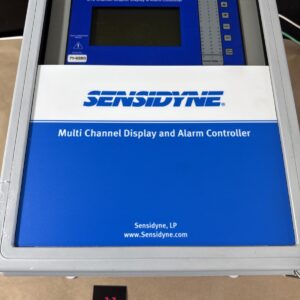 SENSIDYNE®
Multi Channel Display and Alarm Controller
Sensidyne, LP
www.Sensidyne.com